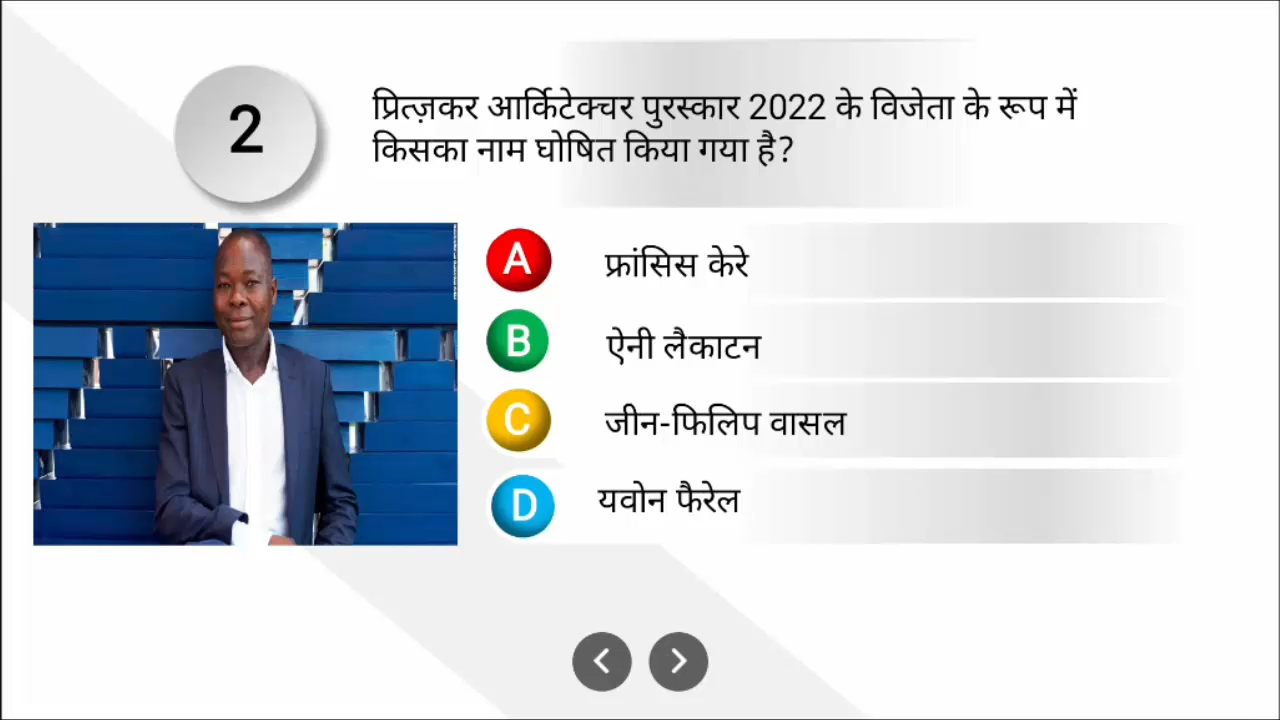 2
प्रित्ज़कर आर्किटेक्चर पुरस्कार 2022 के विजेता के रूप में
किसका नाम घोषित किया गया है?
A फ्रांसिस केरे
B ऐनी लैकाटन
C जीन-फिलिप वासल
D यवोन फैरेल